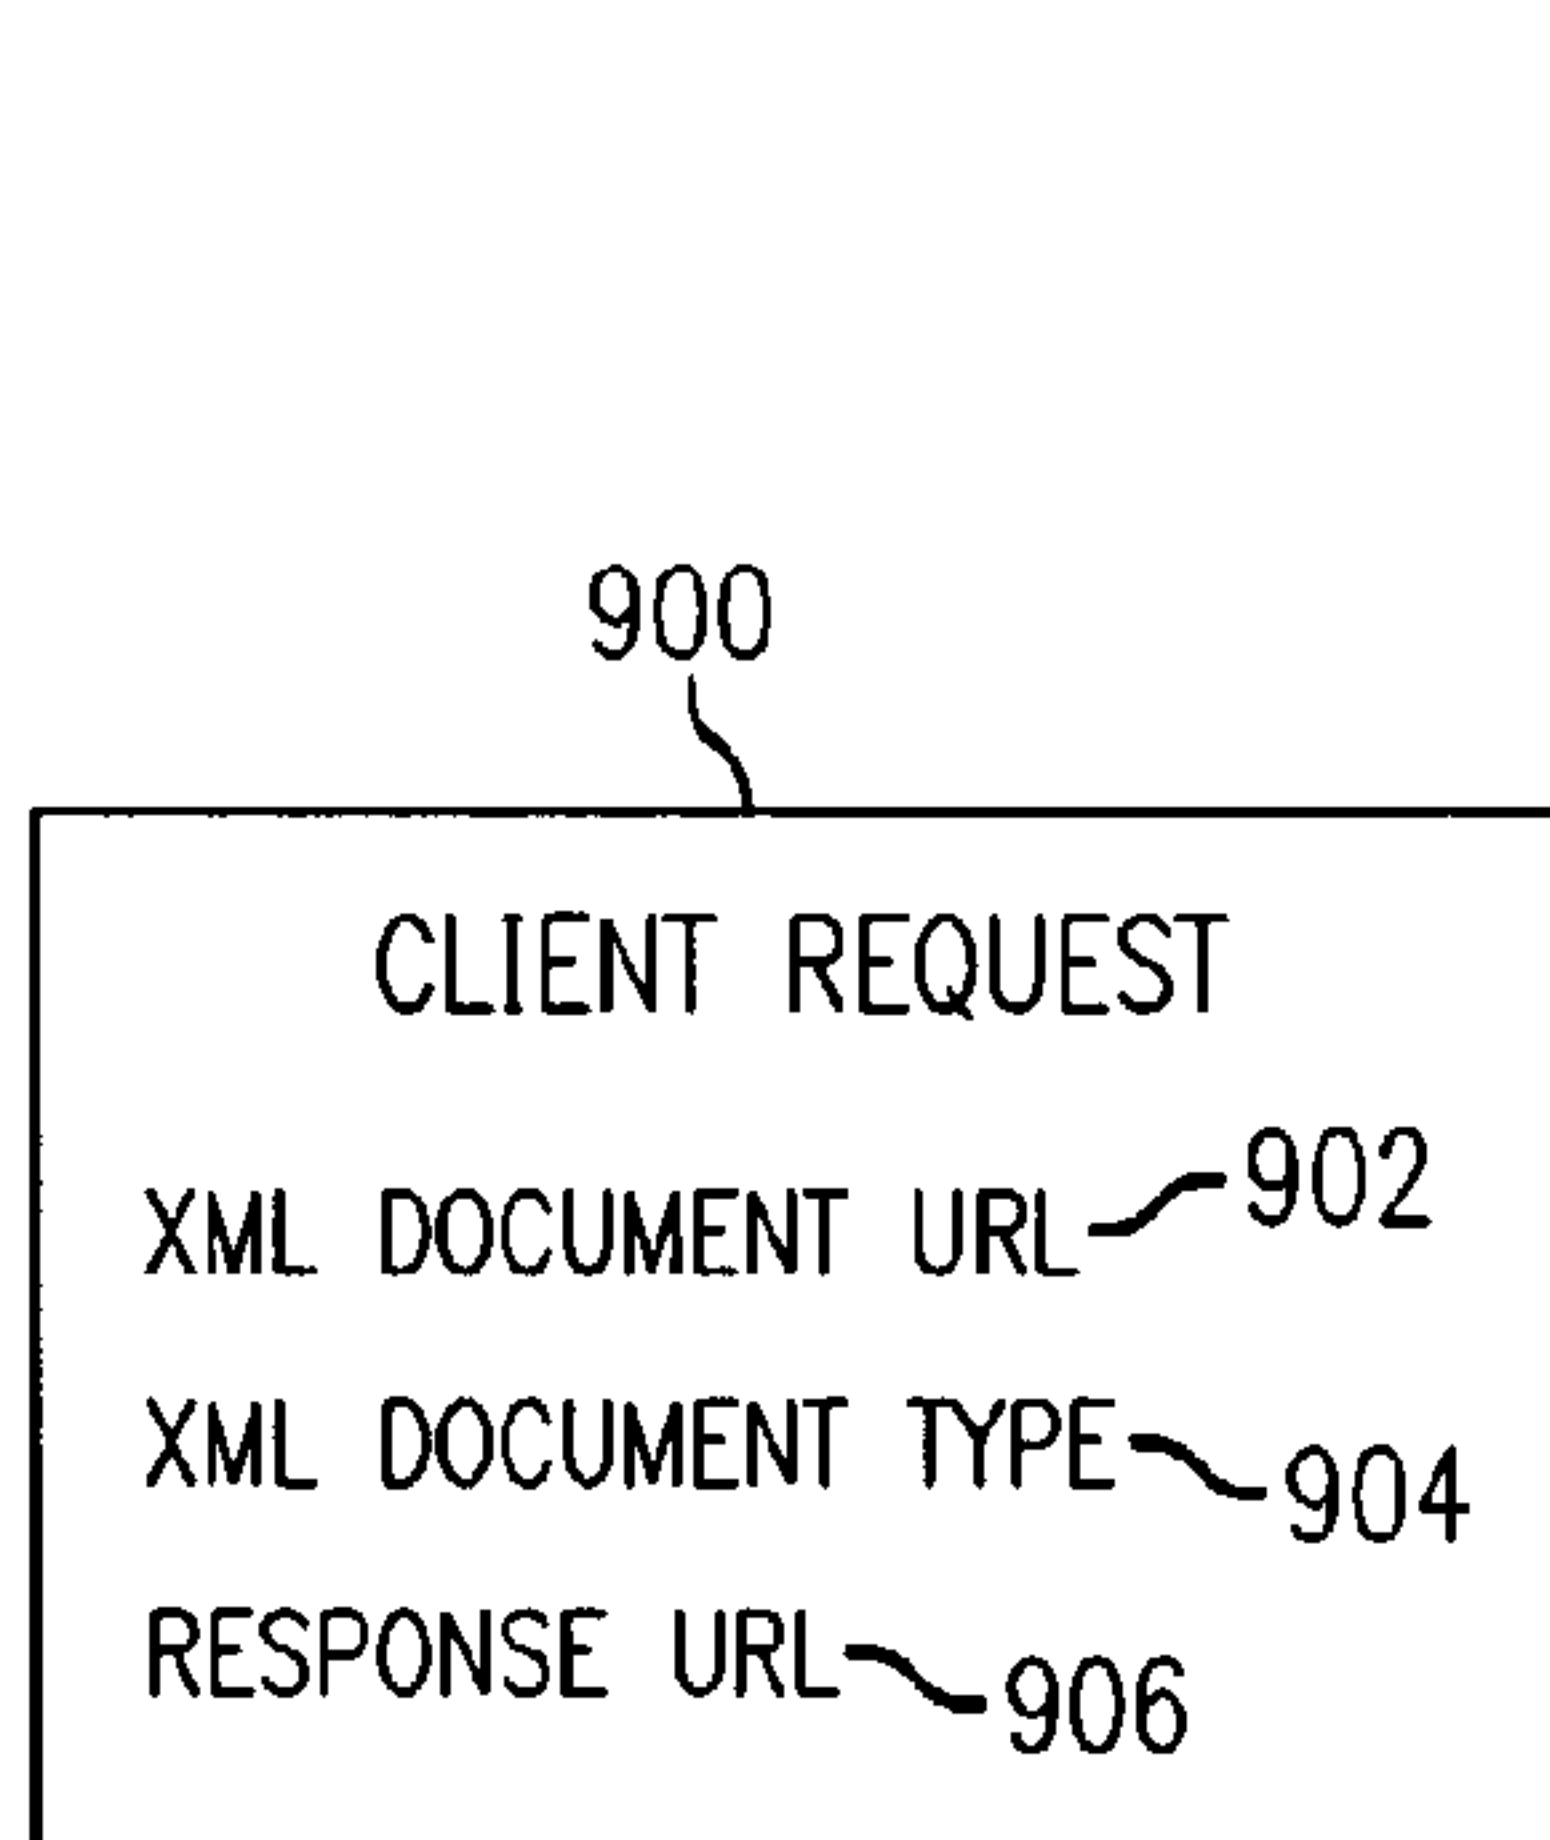 900
CLIENT REQUEST
XML DOCUMENT URL 902
XML DOCUMENT TYPE 904
RESPONSE URL 906